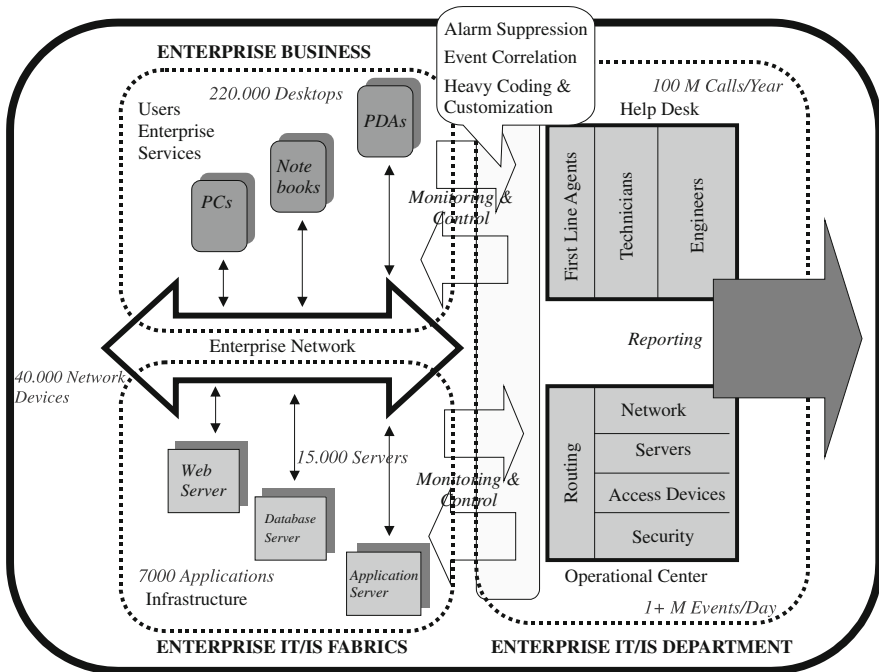 Alarm Suppression
Event Correlation
Heavy Coding &
Customization
ENTERPRISE BUSINESS
220.000 Desktops
Users
Enterprise
Services
PDAs
Note
books
PCs
Monitoring &
Control
100 M Calls/Year
Help Desk
First Line Agents
Technicians
Engineers
Enterprise Network
Reporting
40.000 Network
Devices
15.000 Servers
Web
Server
Database
Server
Application
Server
Monitoring &
Control
7000 Applications
Infrastructure
Routing
Network
Servers
Access Devices
Security
Operational Center
1+ M Events/Day
ENTERPRISE IT/IS FABRICS
ENTERPRISE IT/IS DEPARTMENT